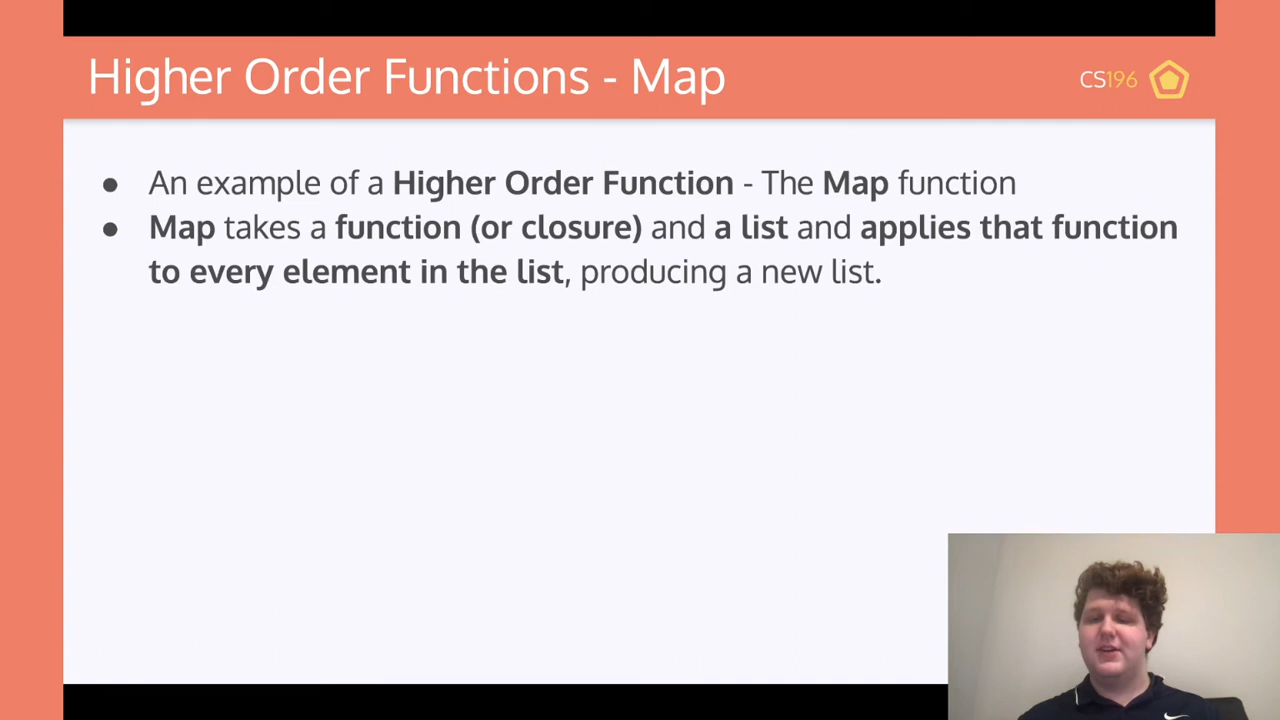 Higher Order Functions - Map
CS196
● An example of a Higher Order Function - The Map function
● Map takes a function (or closure) and a list and applies that function
to every element in the list, producing a new list.